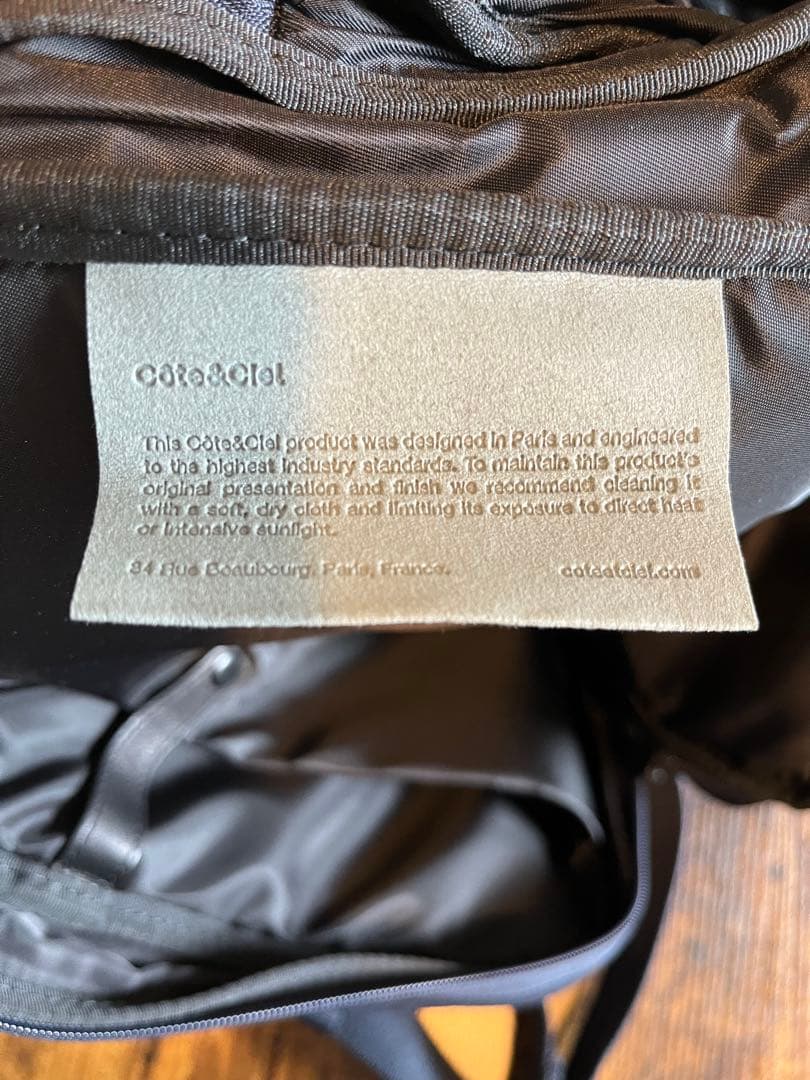 Côte&Ciel
This Côte&Ciel product was designed in Paris and engineered
to the highest industry standards. To maintain this product's
original presentation and finish we recommend cleaning it
with a soft, dry cloth and limiting its exposure to direct heat
or intensive sunlight.
84 Rue Beaubourg, Paris, France.
coteetciel.com